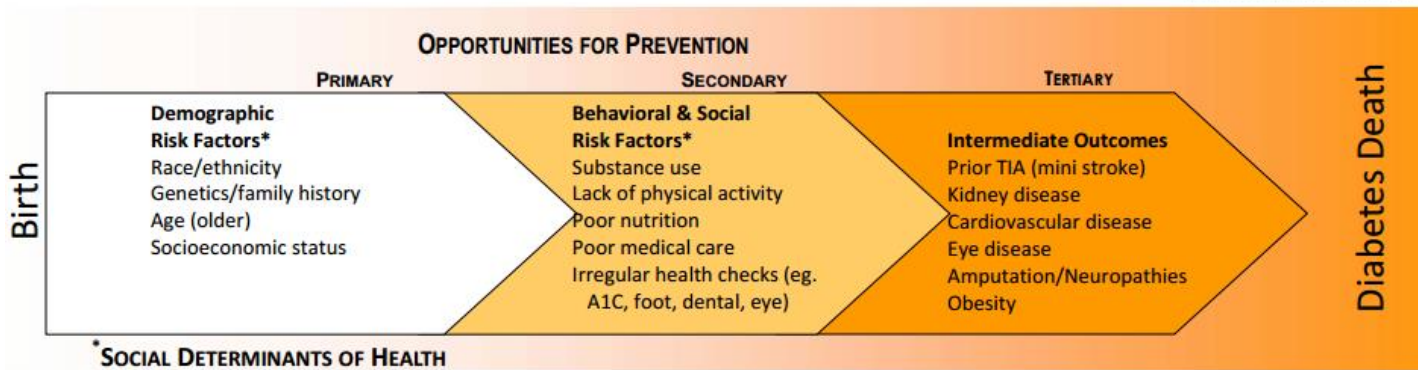 OPPORTUNITIES FOR PREVENTION
PRIMARY
SECONDARY
TERTIARY
Birth
Demographic
Risk Factors*
Race/ethnicity
Genetics/family history
Age (older)
Socioeconomic status
Behavioral & Social
Risk Factors*
Substance use
Lack of physical activity
Poor nutrition
Poor medical care
Irregular health checks (eg.
A1C, foot, dental, eye)
Intermediate Outcomes
Prior TIA (mini stroke)
Kidney disease
Cardiovascular disease
Eye disease
Amputation/Neuropathies
Obesity
Diabetes Death
*SOCIAL DETERMINANTS OF HEALTH